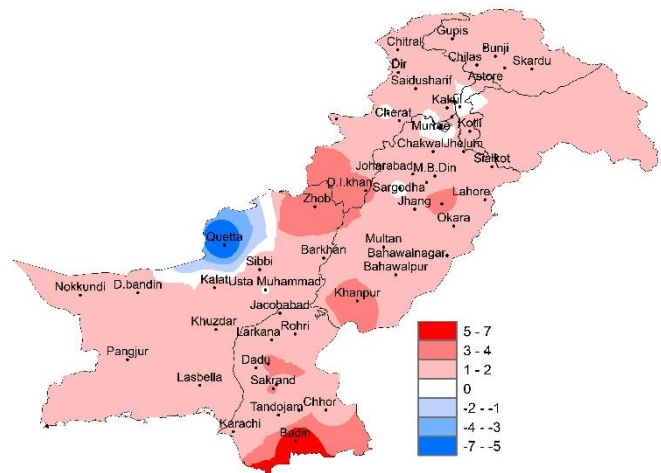 Gupis
Chitral
Bunji
Chilas
Dir
Skardu
Astore
Saidusharif
Kakul
Cherat
Murree
Kotli
Chakwal
Jhelum
Joharabad
M.B.Din
Sialkot
D.I.khan
Sargodha
Lahore
Zhob
Jhang
Okara
Quetta
Multan
Barkhan
Bahawalnagar
Sibbi
Bahawalpur
Nokkundi
D.bandin
Kalat
Usta Muhammad
Khanpur
Jacobabad
Khuzdar
Rohri
Larkana
Pangjur
Dadu
Lasbella
Sakrand
Tandojam
Chhor
Karachi
Badin
5 - 7
3 - 4
1 - 2
0
-2 - -1
-4 - -3
-7 - -5